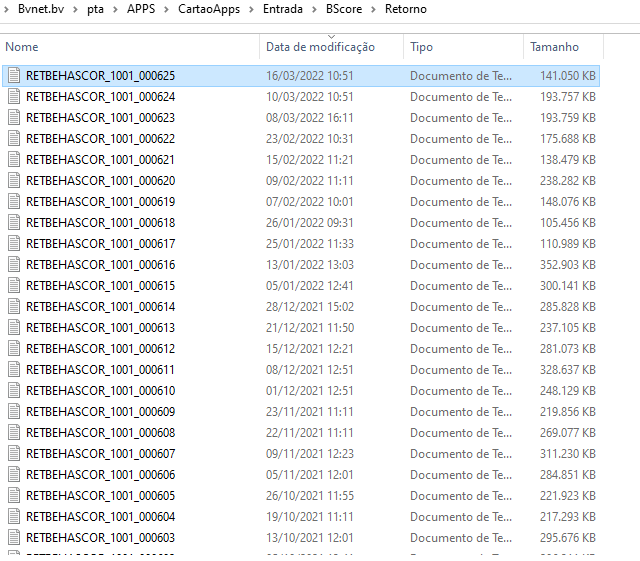 Bvnet.bv > pta > APPS > CartaoApps > Entrada > BScore > Retorno
Nome Data de modificação Tipo Tamanho
RETBEHASCOR_1001_000625 16/03/2022 10:51 Documento de Te... 141.050 KB
RETBEHASCOR_1001_000624 10/03/2022 10:51 Documento de Te... 193.757 KB
RETBEHASCOR_1001_000623 08/03/2022 16:11 Documento de Te... 193.759 KB
RETBEHASCOR_1001_000622 23/02/2022 10:31 Documento de Te... 175.688 KB
RETBEHASCOR_1001_000621 15/02/2022 11:21 Documento de Te... 138.479 KB
RETBEHASCOR_1001_000620 09/02/2022 11:11 Documento de Te... 238.282 KB
RETBEHASCOR_1001_000619 07/02/2022 10:01 Documento de Te... 148.076 KB
RETBEHASCOR_1001_000618 26/01/2022 09:31 Documento de Te... 105.456 KB
RETBEHASCOR_1001_000617 25/01/2022 11:33 Documento de Te... 110.989 KB
RETBEHASCOR_1001_000616 13/01/2022 13:03 Documento de Te... 352.903 KB
RETBEHASCOR_1001_000615 05/01/2022 12:41 Documento de Te... 300.141 KB
RETBEHASCOR_1001_000614 28/12/2021 15:02 Documento de Te... 285.828 KB
RETBEHASCOR_1001_000613 21/12/2021 11:50 Documento de Te... 237.105 KB
RETBEHASCOR_1001_000612 15/12/2021 12:21 Documento de Te... 281.073 KB
RETBEHASCOR_1001_000611 08/12/2021 12:51 Documento de Te... 328.637 KB
RETBEHASCOR_1001_000610 01/12/2021 12:51 Documento de Te... 248.129 KB
RETBEHASCOR_1001_000609 23/11/2021 11:11 Documento de Te... 219.856 KB
RETBEHASCOR_1001_000608 22/11/2021 11:11 Documento de Te... 269.077 KB
RETBEHASCOR_1001_000607 09/11/2021 12:23 Documento de Te... 311.230 KB
RETBEHASCOR_1001_000606 05/11/2021 12:01 Documento de Te... 284.851 KB
RETBEHASCOR_1001_000605 26/10/2021 11:55 Documento de Te... 221.923 KB
RETBEHASCOR_1001_000604 19/10/2021 11:11 Documento de Te... 217.293 KB
RETBEHASCOR_1001_000603 13/10/2021 12:01 Documento de Te... 295.676 KB